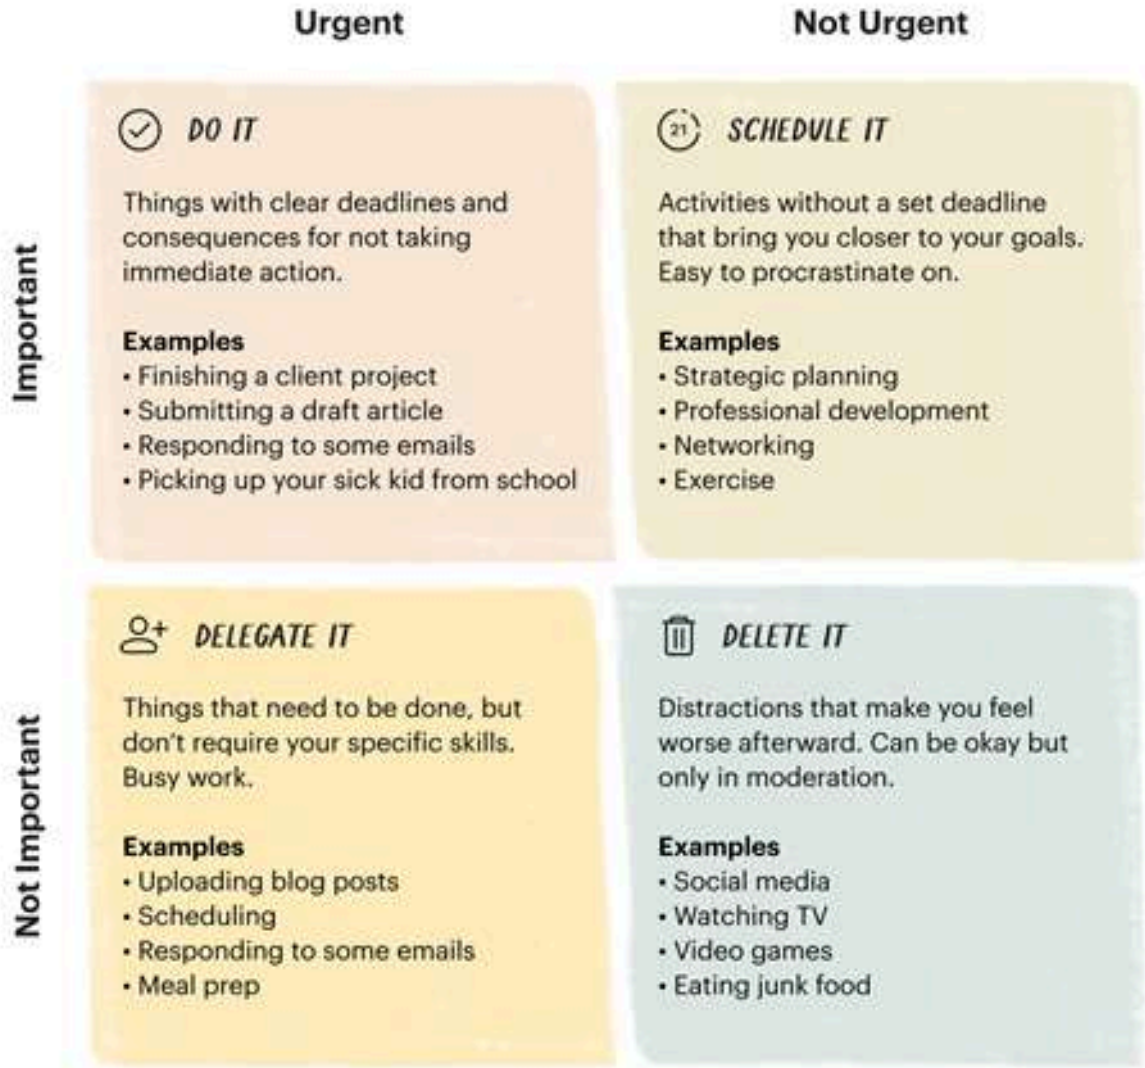 Urgent
Not Urgent
Important
DO IT
Things with clear deadlines and
consequences for not taking
immediate action.
Examples
• Finishing a client project
• Submitting a draft article
• Responding to some emails
• Picking up your sick kid from school
21
SCHEDULE IT
Activities without a set deadline
that bring you closer to your goals.
Easy to procrastinate on.
Examples
• Strategic planning
• Professional development
• Networking
• Exercise
Not Important
DELEGATE IT
Things that need to be done, but
don't require your specific skills.
Busy work.
Examples
• Uploading blog posts
• Scheduling
• Responding to some emails
• Meal prep
DELETE IT
Distractions that make you feel
worse afterward. Can be okay but
only in moderation.
Examples
• Social media
• Watching TV
• Video games
• Eating junk food